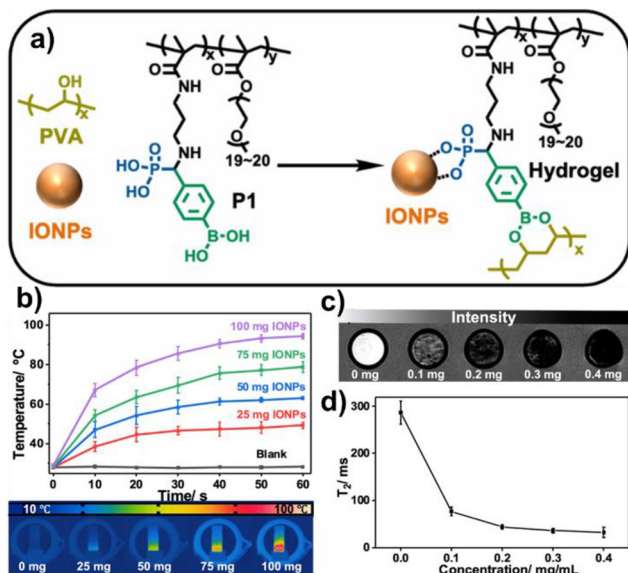 a)
OH
x
PVA
IONPs
x
y
O
NH
O
O
O
19~20
NH
O
HO-P
HO
P1
B-OH
HO
x
y
O
NH
O
O
O
19~20
NH
O
O-P
O
Hydrogel
IONPs
B-O
O
x
b)
100 mg IONPs
75 mg IONPs
50 mg IONPs
25 mg IONPs
Blank
Temperature/ °C
100
80
60
40
0 10 20 30 40 50 60
Time/ s
10 ℃
100 ℃
0 mg 25 mg 50 mg 75 mg 100 mg
c)
Intensity
0 mg 0.1 mg 0.2 mg 0.3 mg 0.4 mg
d)
T2/ ms
300
200
100
0
0.0 0.1 0.2 0.3 0.4
Concentration/ mg/mL